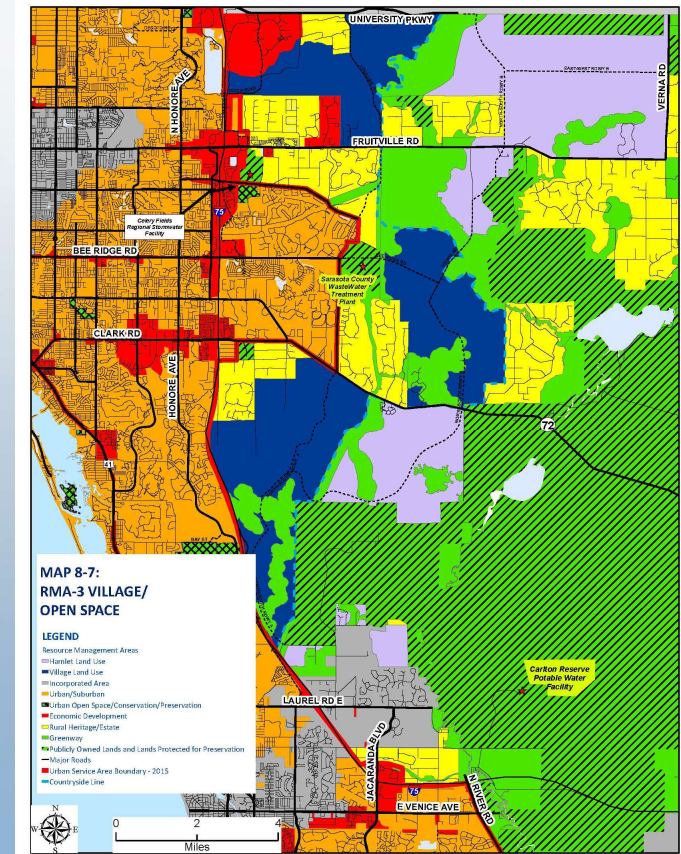 UNIVERSITY PKWY
N HONORE AVE
VERNA RD
FRUITVILLE RD
Celery Fields
Regional Stormwater
Facility
75
BEE RIDGE RD
Sarasota County
WasteWater
Treatment
Plant
CLARK RD
HONORE AVE
72
41
BAY ST
MAP 8-7:
RMA-3 VILLAGE/
OPEN SPACE
LEGEND
Resource Management Areas
Hamlet Land Use
Village Land Use
Incorporated Area
Urban/Suburban
Urban Open Space/Conservation/Preservation
Economic Development
Rural Heritage/Estate
Greenway
Publicly Owned Lands and Lands Protected for Preservation
Major Roads
Urban Service Area Boundary - 2015
Countryside Line
Carlton Reserve
Potable Water
Facility
LAUREL RD E
JACARANDA BLVD
75
N RIVER RD
E VENICE AVE
N
W E
S
0 2 4
Miles